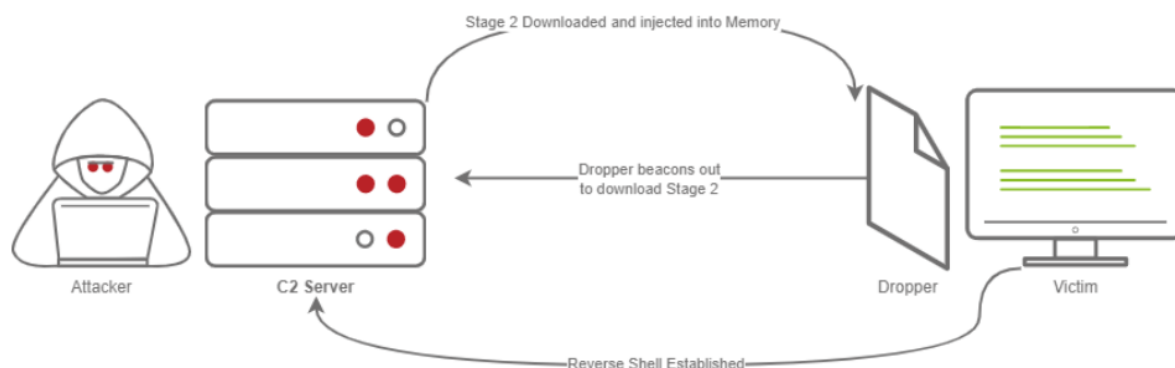 Stage 2 Downloaded and injected into Memory
Dropper beacons out
to download Stage 2
Attacker
C2 Server
Dropper
Victim
Reverse Shell Established